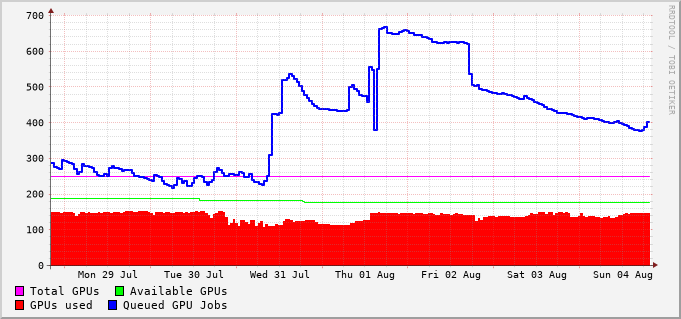 700
600
500
400
300
200
100
0
Mon 29 Jul Tue 30 Jul Wed 31 Jul Thu 01 Aug Fri 02 Aug Sat 03 Aug Sun 04 Aug
Total GPUs Available GPUs
GPUs used Queued GPU Jobs
RRDTOOL / TOBI OETIKER